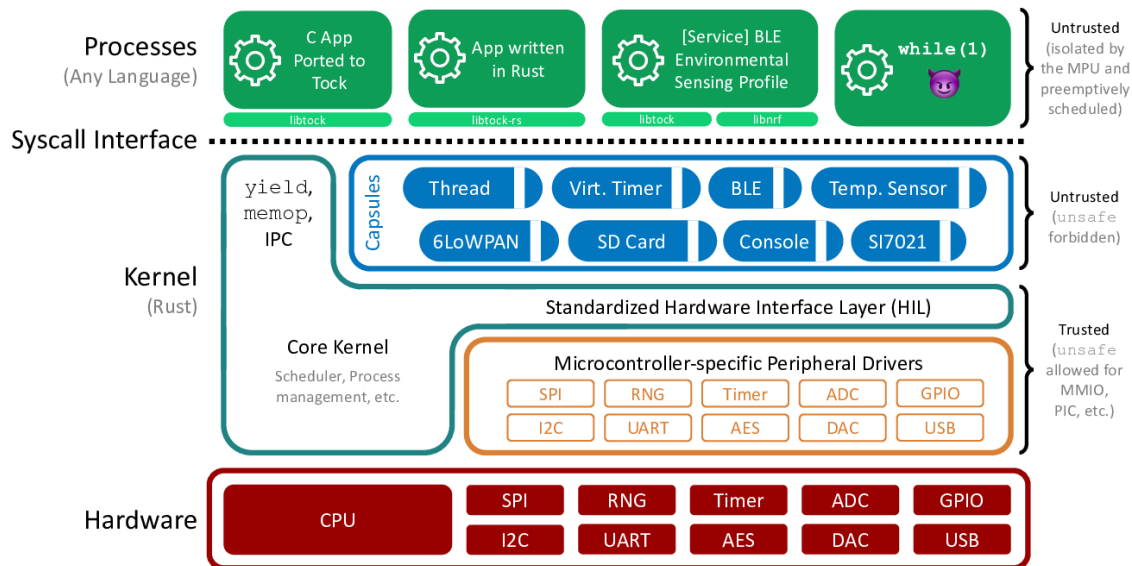 Processes
(Any Language)
C App
Ported to
Tock
libtock
App written
in Rust
libtock-rs
[Service] BLE
Environmental
Sensing Profile
libtock
libnrf
while(1)
Untrusted
(isolated by
the MPU and
preemptively
scheduled)
Syscall Interface
Kernel
(Rust)
yield,
memop,
IPC
Capsules
Thread
Virt. Timer
BLE
Temp. Sensor
6LoWPAN
SD Card
Console
SI7021
Untrusted
(unsafe
forbidden)
Standardized Hardware Interface Layer (HIL)
Core Kernel
Scheduler, Process
management, etc.
Microcontroller-specific Peripheral Drivers
SPI
RNG
Timer
ADC
GPIO
I2C
UART
AES
DAC
USB
Trusted
(unsafe
allowed for
MMIO,
PIC, etc.)
Hardware
CPU
SPI
RNG
Timer
ADC
GPIO
I2C
UART
AES
DAC
USB